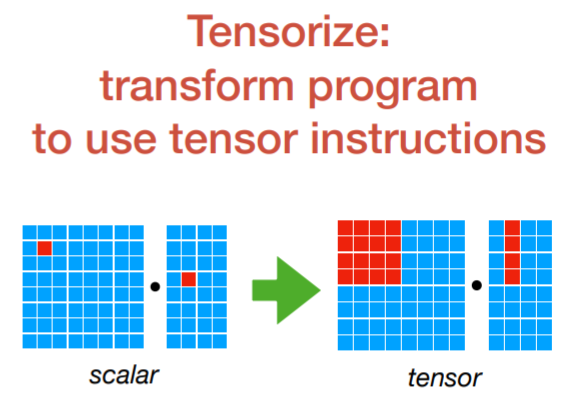 Tensorize:
transform program
to use tensor instructions
scalar
tensor